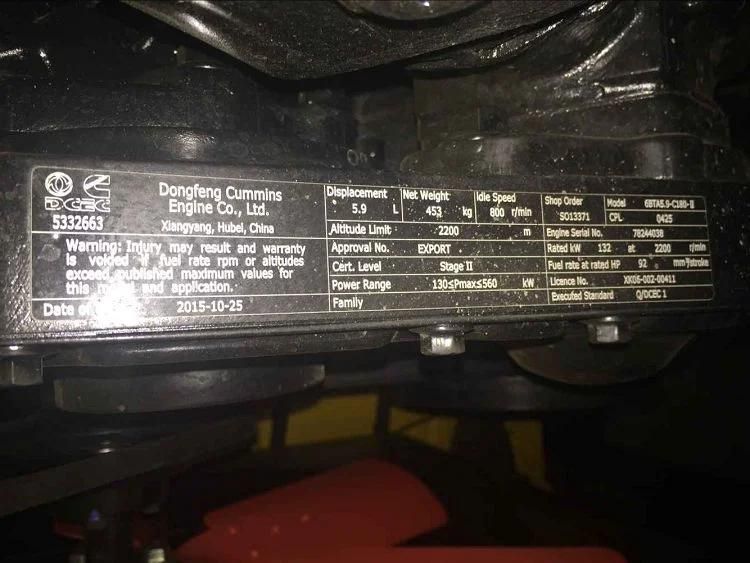 DCEC
5332663
Dongfeng Cummins
Engine Co., Ltd.
Xiangyang, Hubei, China
Warning: Injury may result and warranty
is voided if fuel rate rpm or altitudes
exceed published maximum values for
this and application.
Date of 2015-10-25
Displacement 5.9 L
Net Weight 453 kg
Idle Speed 800 r/min
Altitude Limit 2200 m
Approval No. EXPORT
Cert. Level Stage II
Power Range 130≤Pmax≤560 kW
Family
Shop Order SO13371
Model 6BTA5.9-C180-II
CPL 0425
Engine Serial No. 78244038
Rated kW 132 at 2200 r/min
Fuel rate at rated HP 92 mm³/stroke
Licence No. XK06-002-00411
Executed Standard Q/DCEC 1